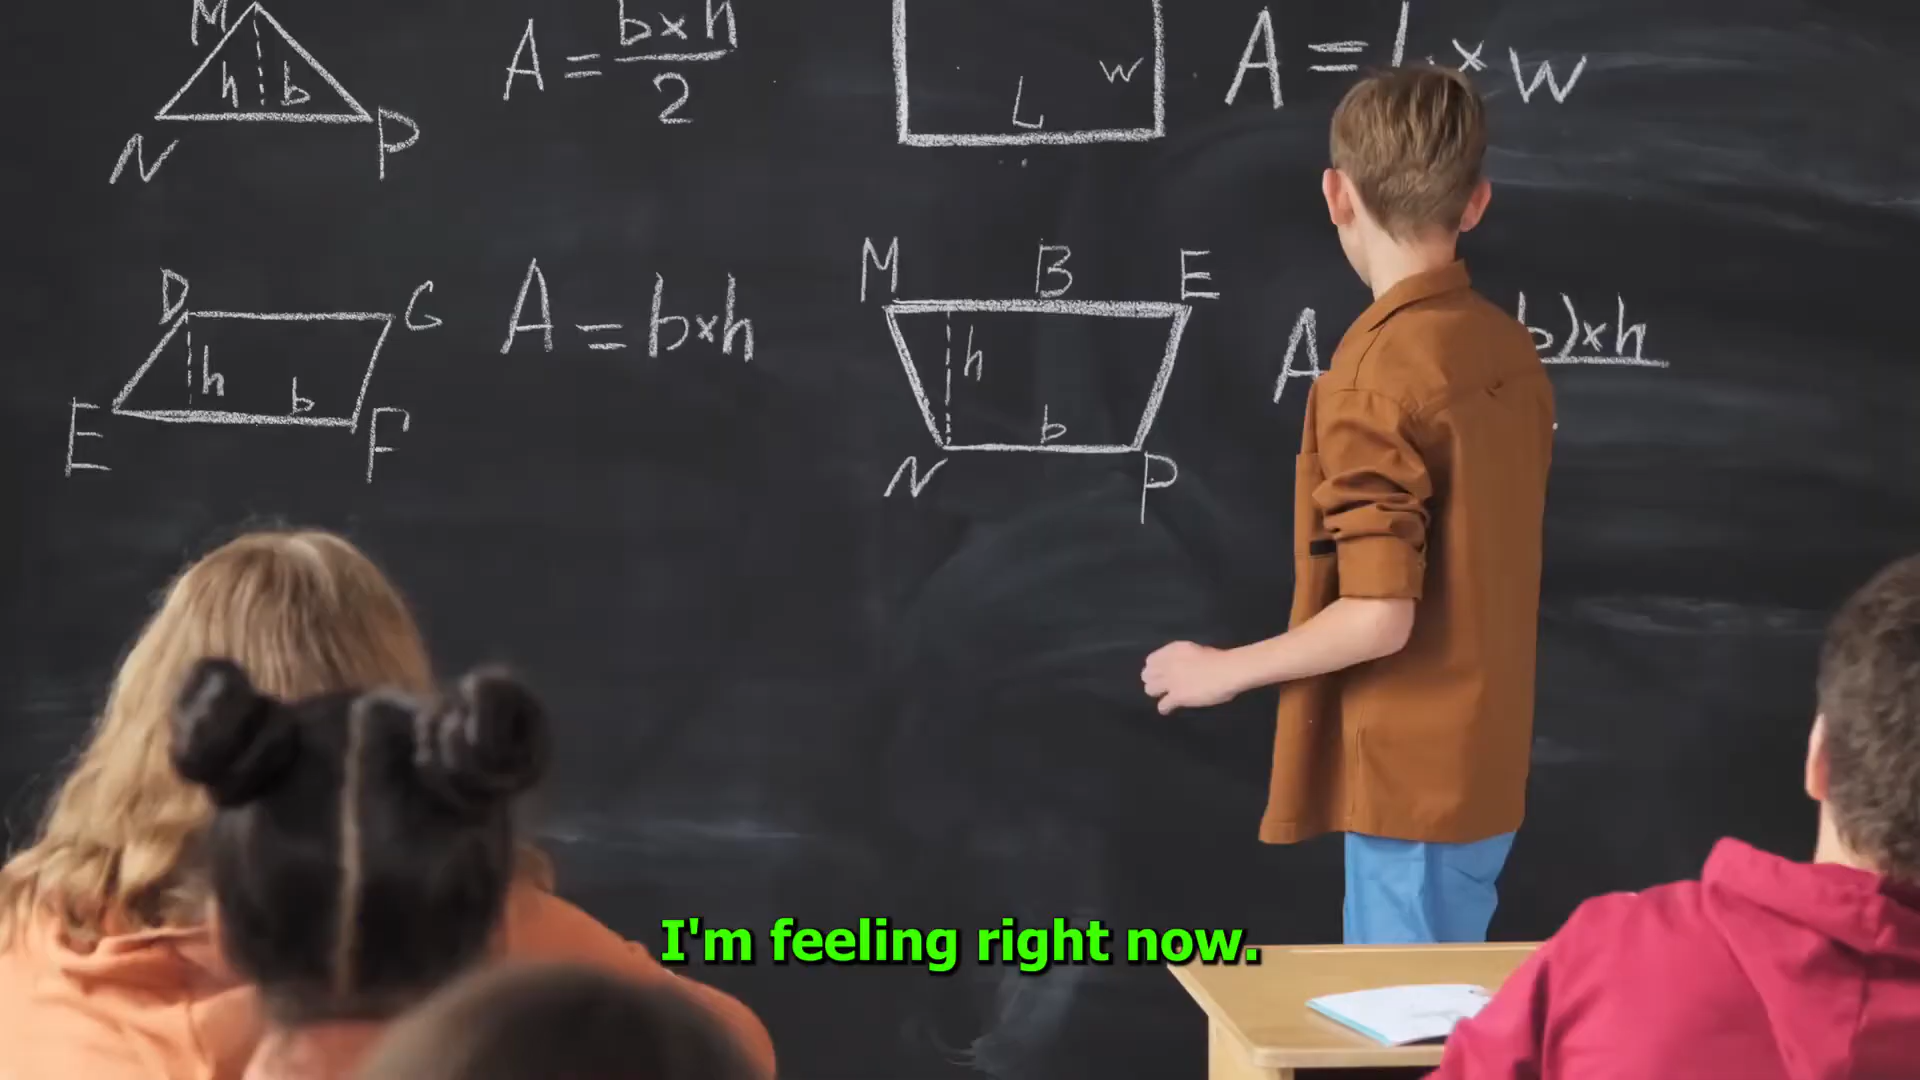 M
h b
N P
A = b×h
2
W
L
A = L × W
D G
h b
E F
A = b×h
M B E
h
b
N P
A
b)×h
I'm feeling right now.